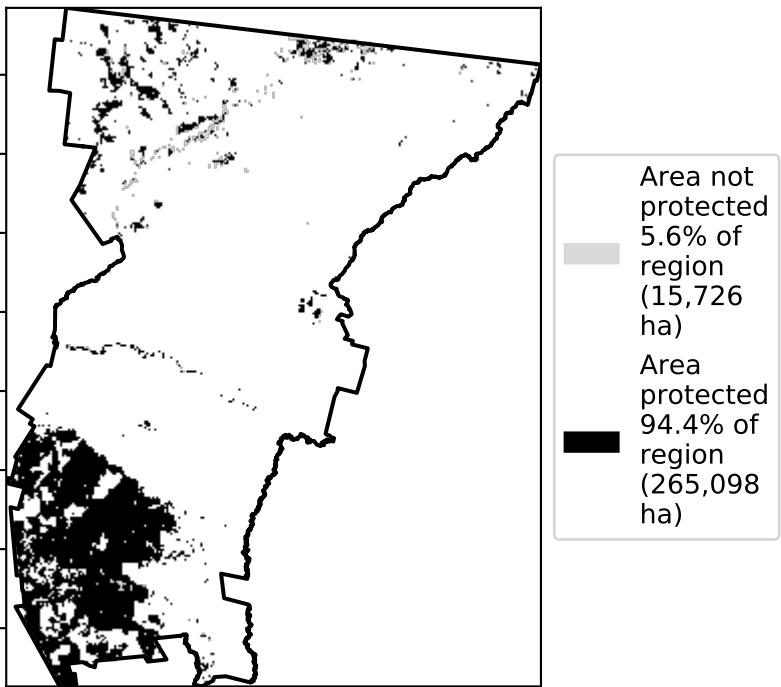 Area not
protected
5.6% of
region
(15,726
ha)
Area
protected
94.4% of
region
(265,098
ha)